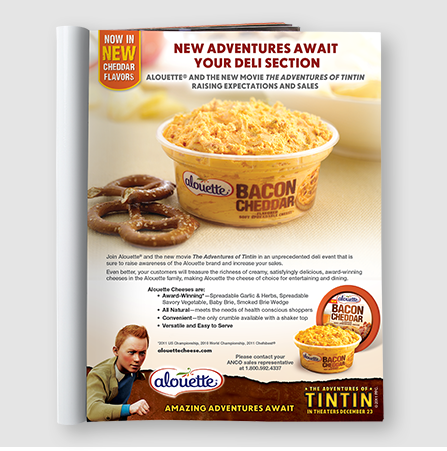 NOW IN
NEW
CHEDDAR
FLAVORS
NEW ADVENTURES AWAIT
YOUR DELI SECTION
ALOUETTE® AND THE NEW MOVIE THE ADVENTURES OF TINTIN
RAISING EXPECTATIONS AND SALES
alouette
BACON
CHEDDAR
Join Alouette® and the new movie The Adventures of Tintin in an unprecedented deli event that is
sure to raise awareness of the Alouette brand and increase your sales.
Even better, your customers will treasure the richness of creamy, satisfyingly delicious, award-winning
cheeses in the Alouette family, making Alouette the cheese of choice for entertaining and dining.
Alouette Cheeses are:
• Award-Winning*—Spreadable Garlic & Herbs, Spreadable
Savory Vegetable, Baby Brie, Smoked Brie Wedge
• All Natural—meets the needs of health conscious shoppers
• Convenient—the only crumble available with a shaker top
• Versatile and Easy to Serve
alouettecheese.com
Please contact your
ANCO sales representative
at 1.800.592.4337
alouette
BACON
CHEDDAR
alouette
BACON
CHEDDAR
alouette
AMAZING ADVENTURES AWAIT
• THE ADVENTURES OF •
TINTIN
IN THEATERS DECEMBER 23